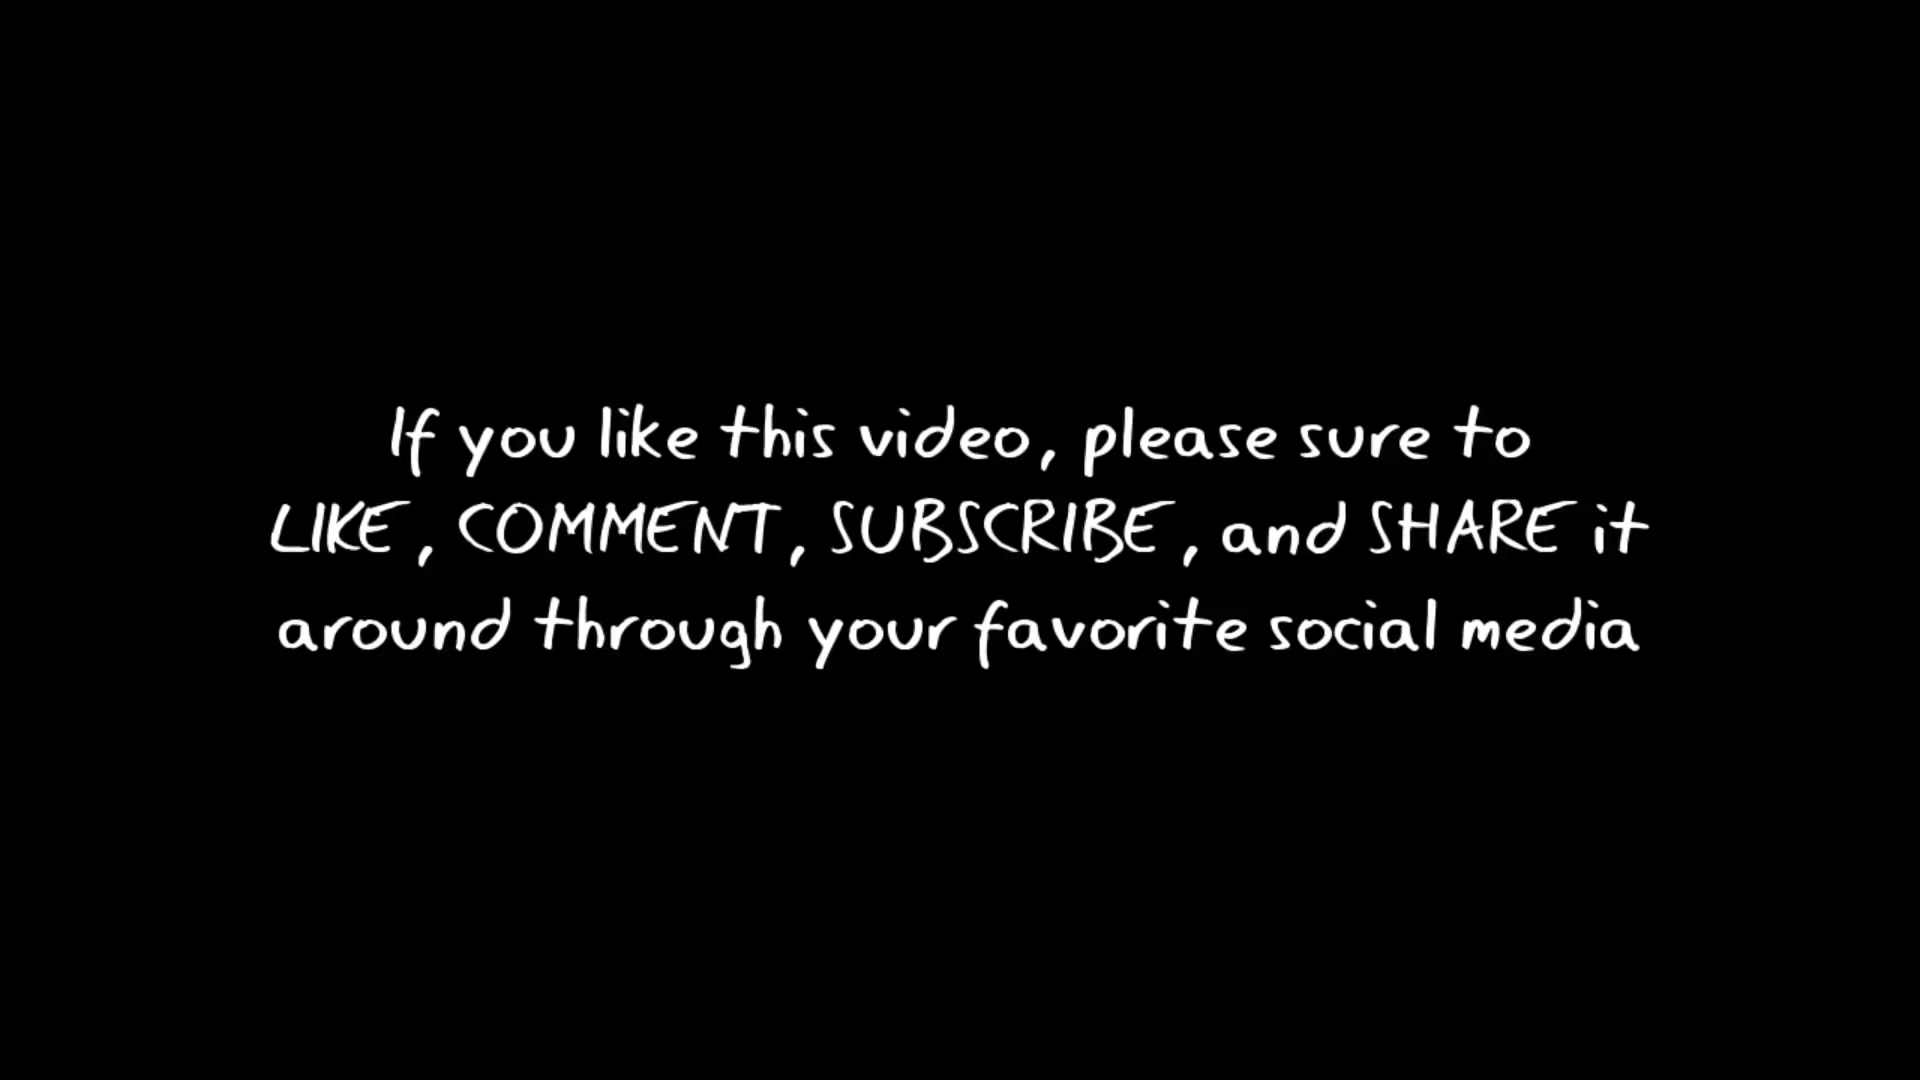 If you like this video, please sure to
LIKE, COMMENT, SUBSCRIBE, and SHARE it
around through your favorite social media